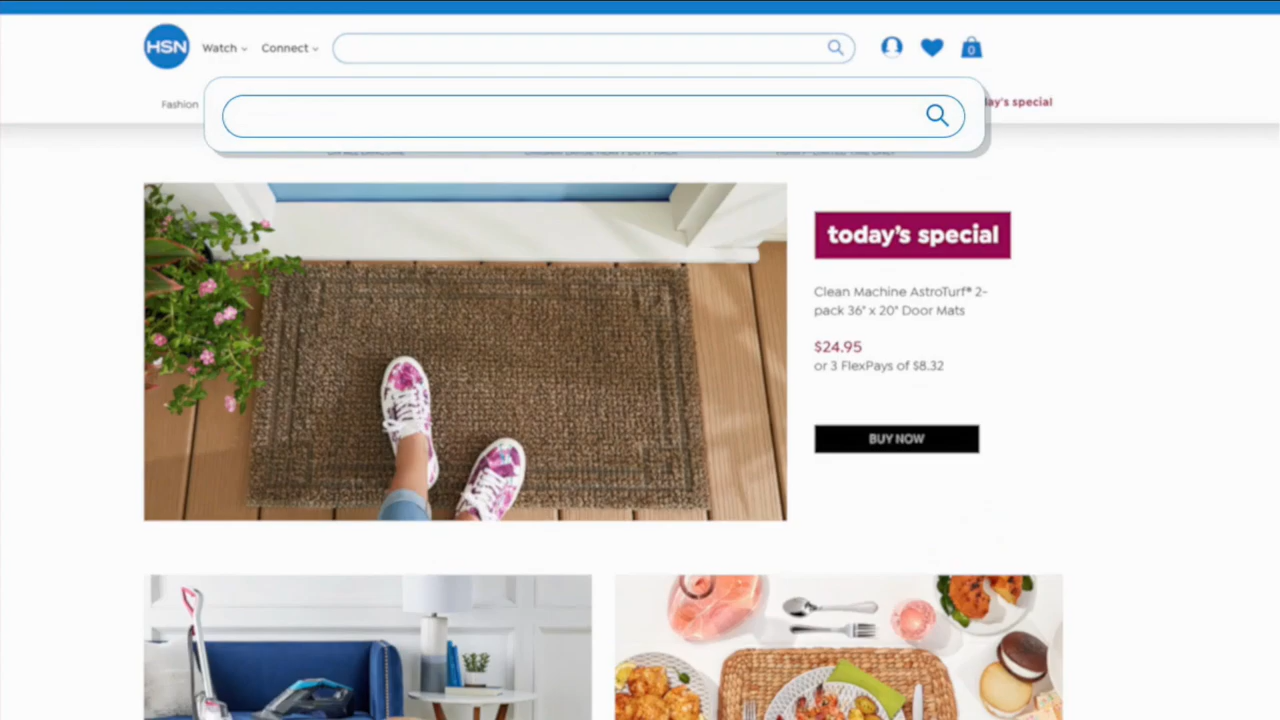 HSN
Watch
Connect
0
Fashion
ay's special
today's special
Clean Machine AstroTurf® 2-
pack 36" x 20" Door Mats
$24.95
or 3 FlexPays of $8.32
BUY NOW